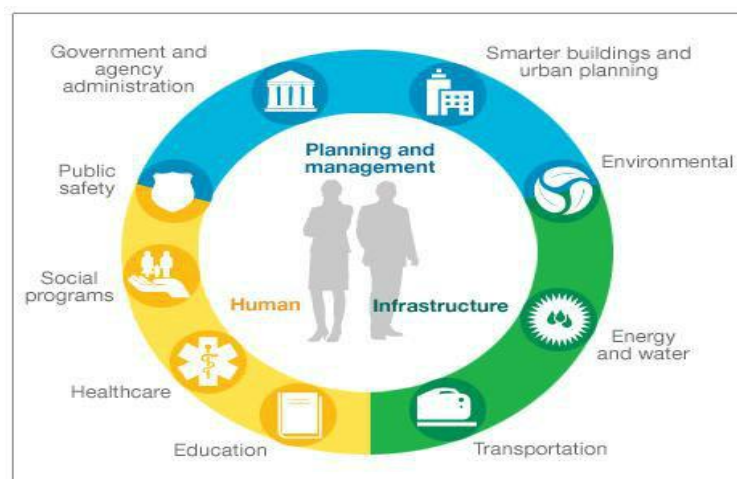 Government and
agency
administration
Smarter buildings and
urban planning
Planning and
management
Public
safety
Environmental
Social
programs
Human
Infrastructure
Energy
and water
Healthcare
Education
Transportation